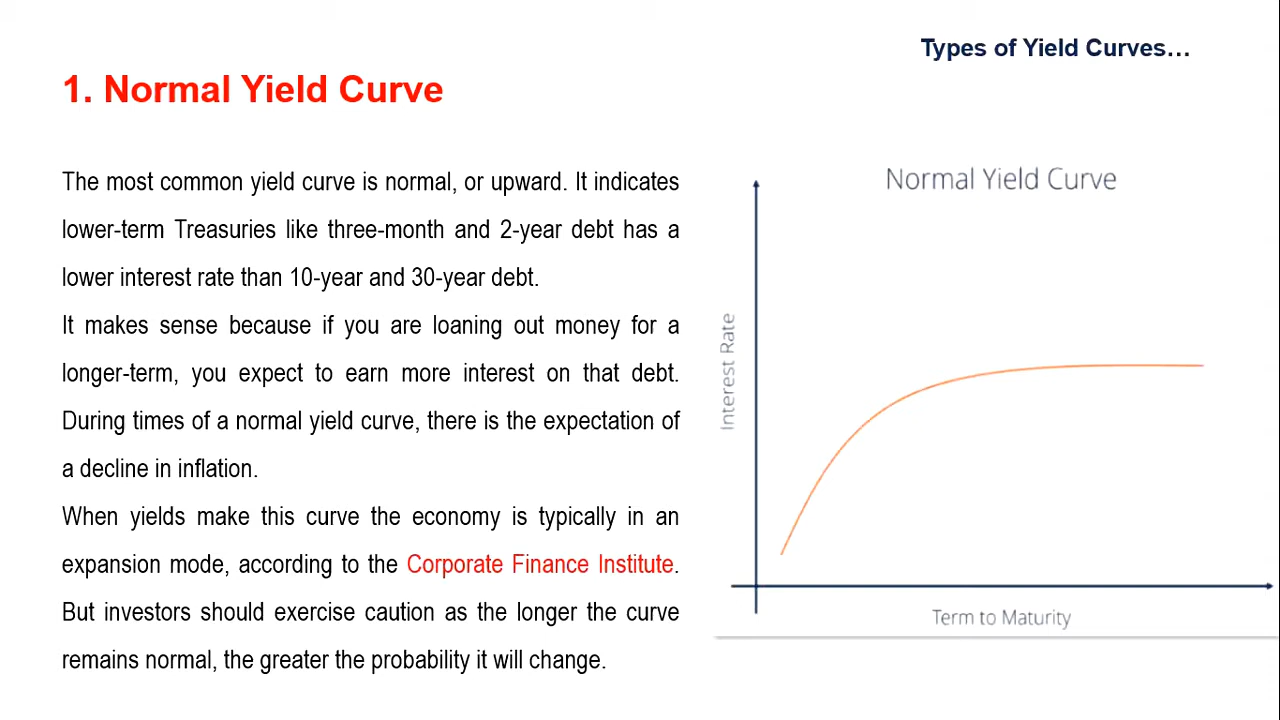 Types of Yield Curves…
1. Normal Yield Curve
The most common yield curve is normal, or upward. It indicates
lower-term Treasuries like three-month and 2-year debt has a
lower interest rate than 10-year and 30-year debt.
It makes sense because if you are loaning out money for a
longer-term, you expect to earn more interest on that debt.
During times of a normal yield curve, there is the expectation of
a decline in inflation.
When yields make this curve the economy is typically in an
expansion mode, according to the Corporate Finance Institute.
But investors should exercise caution as the longer the curve
remains normal, the greater the probability it will change.
Normal Yield Curve
Interest Rate
Term to Maturity